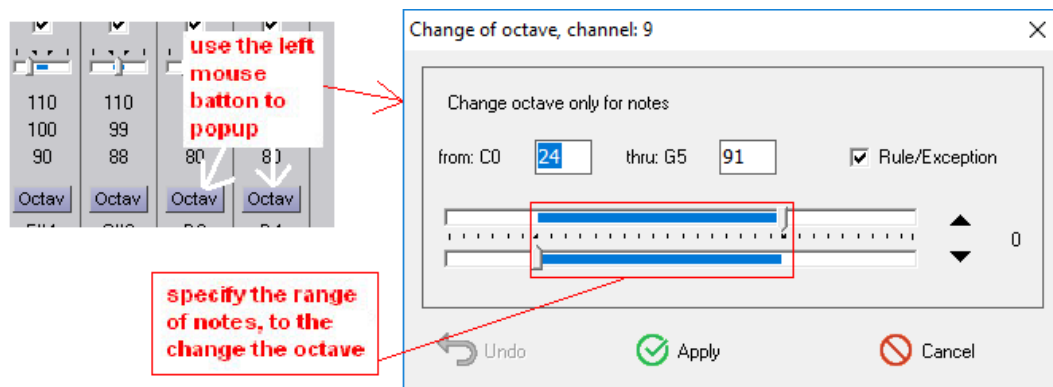 use the left
mouse
batton to
popup
110 110
100 99
90 88 80 80
Octav Octav Octav Octav
specify the range
of notes, to the
change the octave
Change of octave, channel: 9
Change octave only for notes
from: C0 24 thru: G5 91 Rule/Exception
0
Undo Apply Cancel